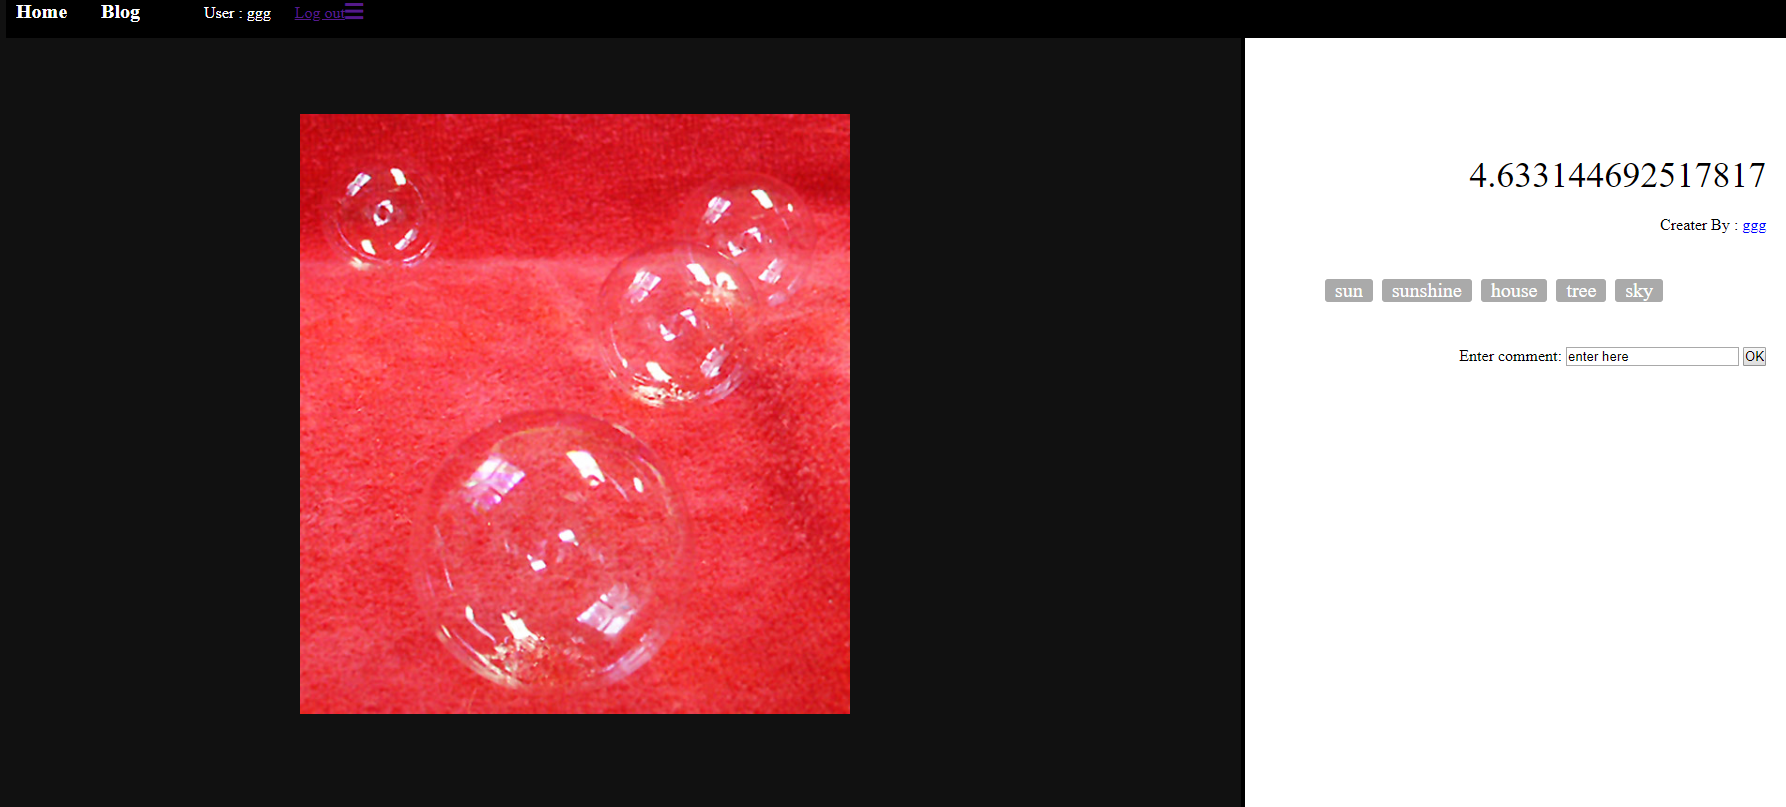 Home Blog User : ggg Log out
4.633144692517817
Creater By : ggg
sun sunshine house tree sky
Enter comment: enter here OK